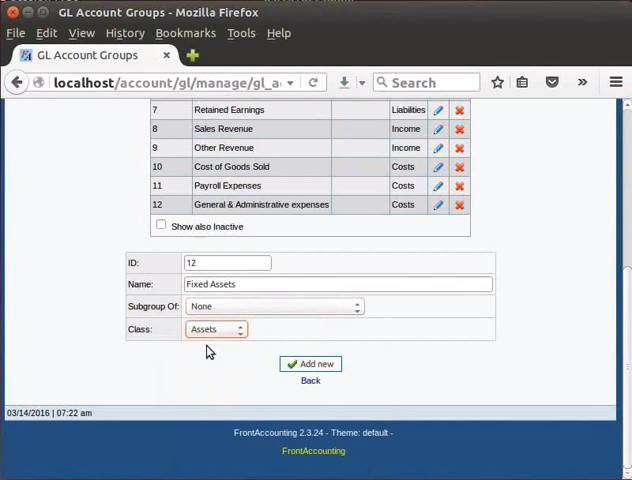 GL Account Groups - Mozilla Firefox
File Edit View History Bookmarks Tools Help
GL Account Groups
localhost/account/gl/manage/gl_a Search
7 Retained Earnings Liabilities
8 Sales Revenue Income
9 Other Revenue Income
10 Cost of Goods Sold Costs
11 Payroll Expenses Costs
12 General & Administrative expenses Costs
Show also Inactive
ID: 12
Name: Fixed Assets
Subgroup Of: None
Class: Assets
Add new
Back
03/14/2016 | 07:22 am
FrontAccounting 2.3.24 - Theme: default -
FrontAccounting